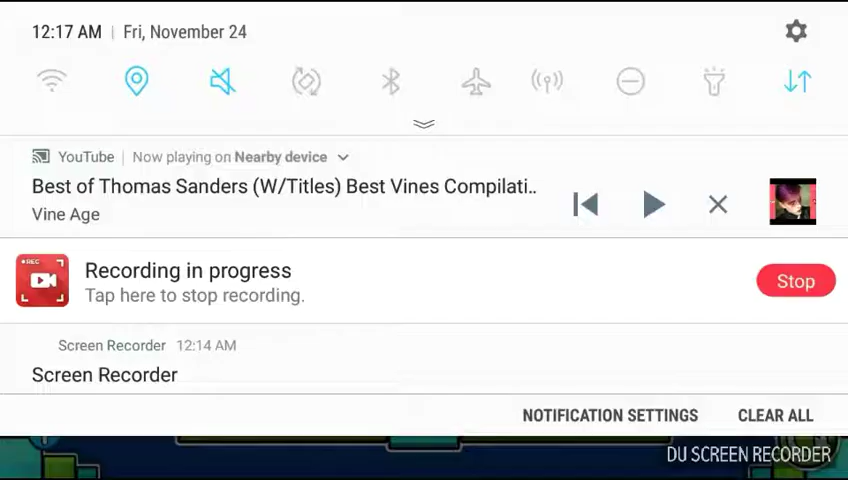 12:17 AM | Fri, November 24
YouTube | Now playing on Nearby device
Best of Thomas Sanders (W/Titles) Best Vines Compilati..
Vine Age
REC
Recording in progress
Tap here to stop recording.
Stop
Screen Recorder 12:14 AM
Screen Recorder
NOTIFICATION SETTINGS CLEAR ALL
DU SCREEN RECORDER